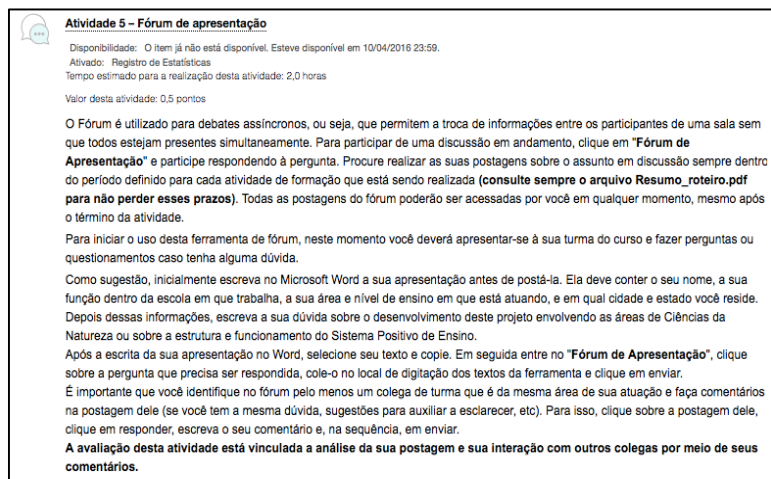 Atividade 5 – Fórum de apresentação
Disponibilidade: O item já não está disponível. Esteve disponível em 10/04/2016 23:59.
Ativado: Registro de Estatísticas
Tempo estimado para a realização desta atividade: 2,0 horas
Valor desta atividade: 0,5 pontos
O Fórum é utilizado para debates assíncronos, ou seja, que permitem a troca de informações entre os participantes de uma sala sem
que todos estejam presentes simultaneamente. Para participar de uma discussão em andamento, clique em "Fórum de
Apresentação" e participe respondendo à pergunta. Procure realizar as suas postagens sobre o assunto em discussão sempre dentro
do período definido para cada atividade de formação que está sendo realizada (consulte sempre o arquivo Resumo_roteiro.pdf
para não perder esses prazos). Todas as postagens do fórum poderão ser acessadas por você em qualquer momento, mesmo após
o término da atividade.
Para iniciar o uso desta ferramenta de fórum, neste momento você deverá apresentar-se à sua turma do curso e fazer perguntas ou
questionamentos caso tenha alguma dúvida.
Como sugestão, inicialmente escreva no Microsoft Word a sua apresentação antes de postá-la. Ela deve conter o seu nome, a sua
função dentro da escola em que trabalha, a sua área e nível de ensino em que está atuando, e em qual cidade e estado você reside.
Depois dessas informações, escreva a sua dúvida sobre o desenvolvimento deste projeto envolvendo as áreas de Ciências da
Natureza ou sobre a estrutura e funcionamento do Sistema Positivo de Ensino.
Após a escrita da sua apresentação no Word, selecione seu texto e copie. Em seguida entre no "Fórum de Apresentação", clique
sobre a pergunta que precisa ser respondida, cole-o no local de digitação dos textos da ferramenta e clique em enviar.
É importante que você identifique no fórum pelo menos um colega de turma que é da mesma área de sua atuação e faça comentários
na postagem dele (se você tem a mesma dúvida, sugestões para auxiliar a esclarecer, etc). Para isso, clique sobre a postagem dele,
clique em responder, escreva o seu comentário e, na sequência, em enviar.
A avaliação desta atividade está vinculada a análise da sua postagem e sua interação com outros colegas por meio de seus
comentários.